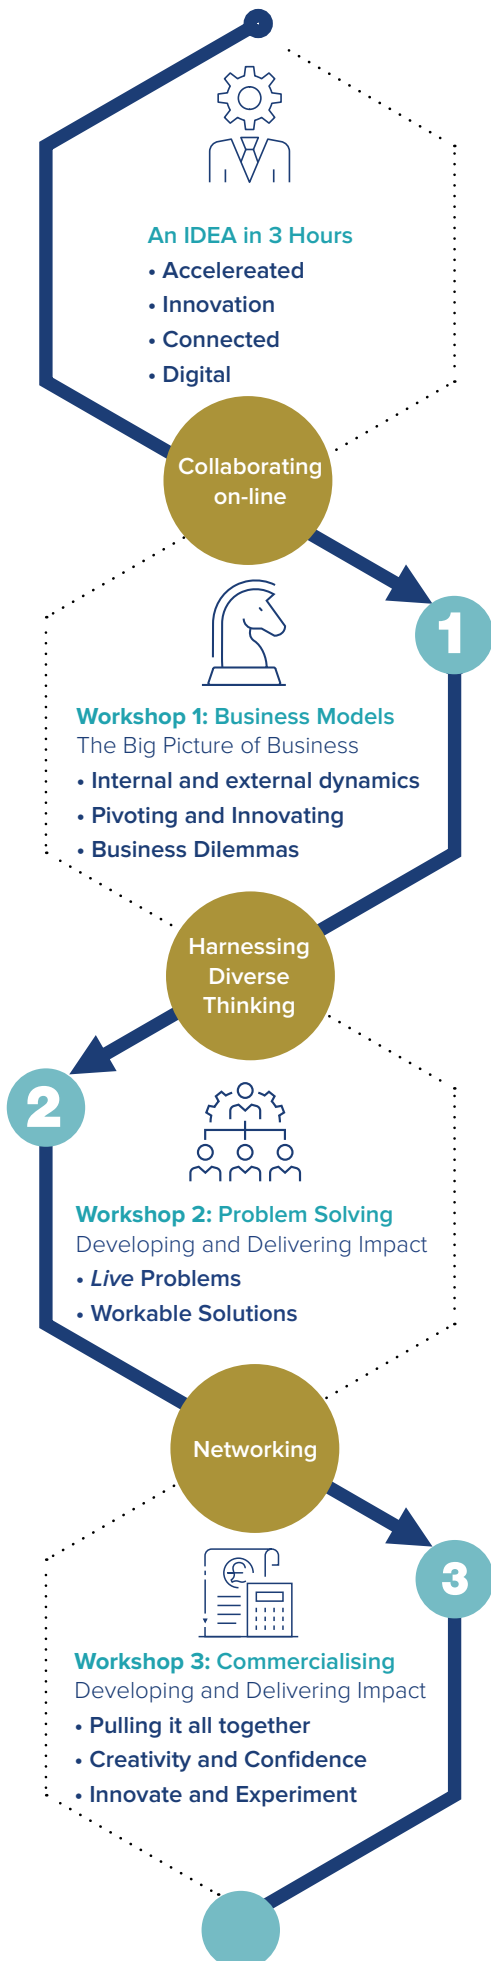 An IDEA in 3 Hours
• Accelereated
• Innovation
• Connected
• Digital
Collaborating
on-line
1
Workshop 1: Business Models
The Big Picture of Business
• Internal and external dynamics
• Pivoting and Innovating
• Business Dilemmas
Harnessing
Diverse
Thinking
2
Workshop 2: Problem Solving
Developing and Delivering Impact
• Live Problems
• Workable Solutions
Networking
3
£
Workshop 3: Commercialising
Developing and Delivering Impact
• Pulling it all together
• Creativity and Confidence
• Innovate and Experiment